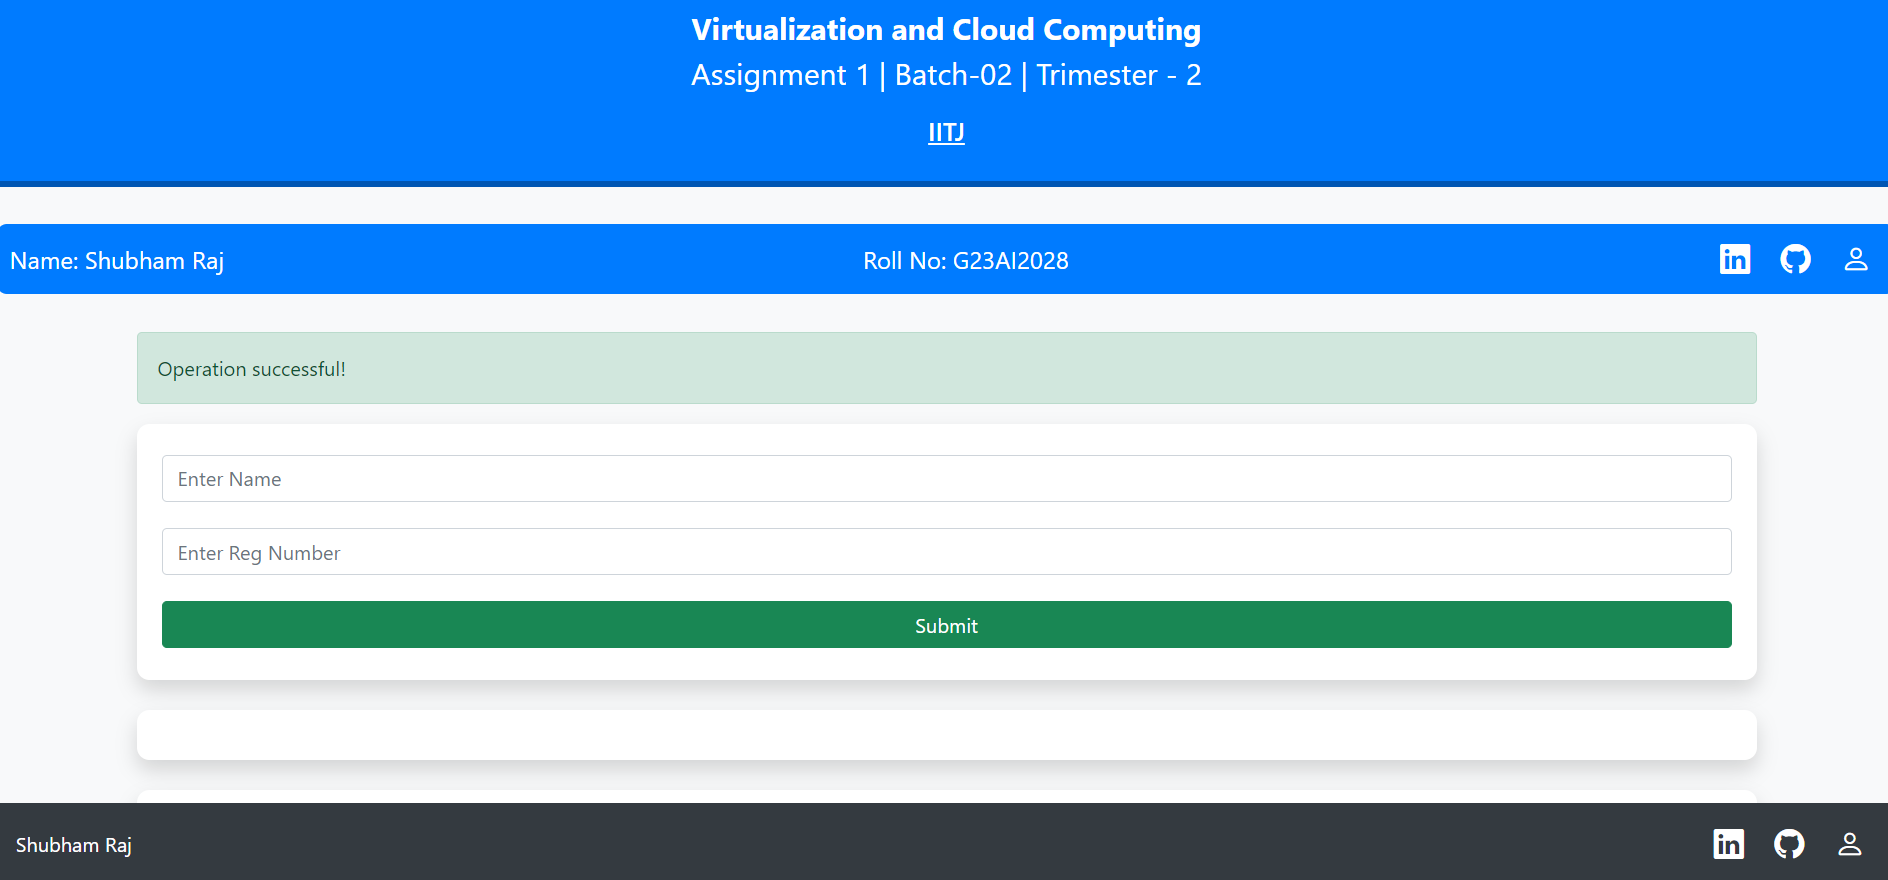 Virtualization and Cloud Computing
Assignment 1 | Batch-02 | Trimester - 2
IITJ
Name: Shubham Raj
Roll No: G23AI2028
Operation successful!
Enter Name
Enter Reg Number
Submit
Shubham Raj